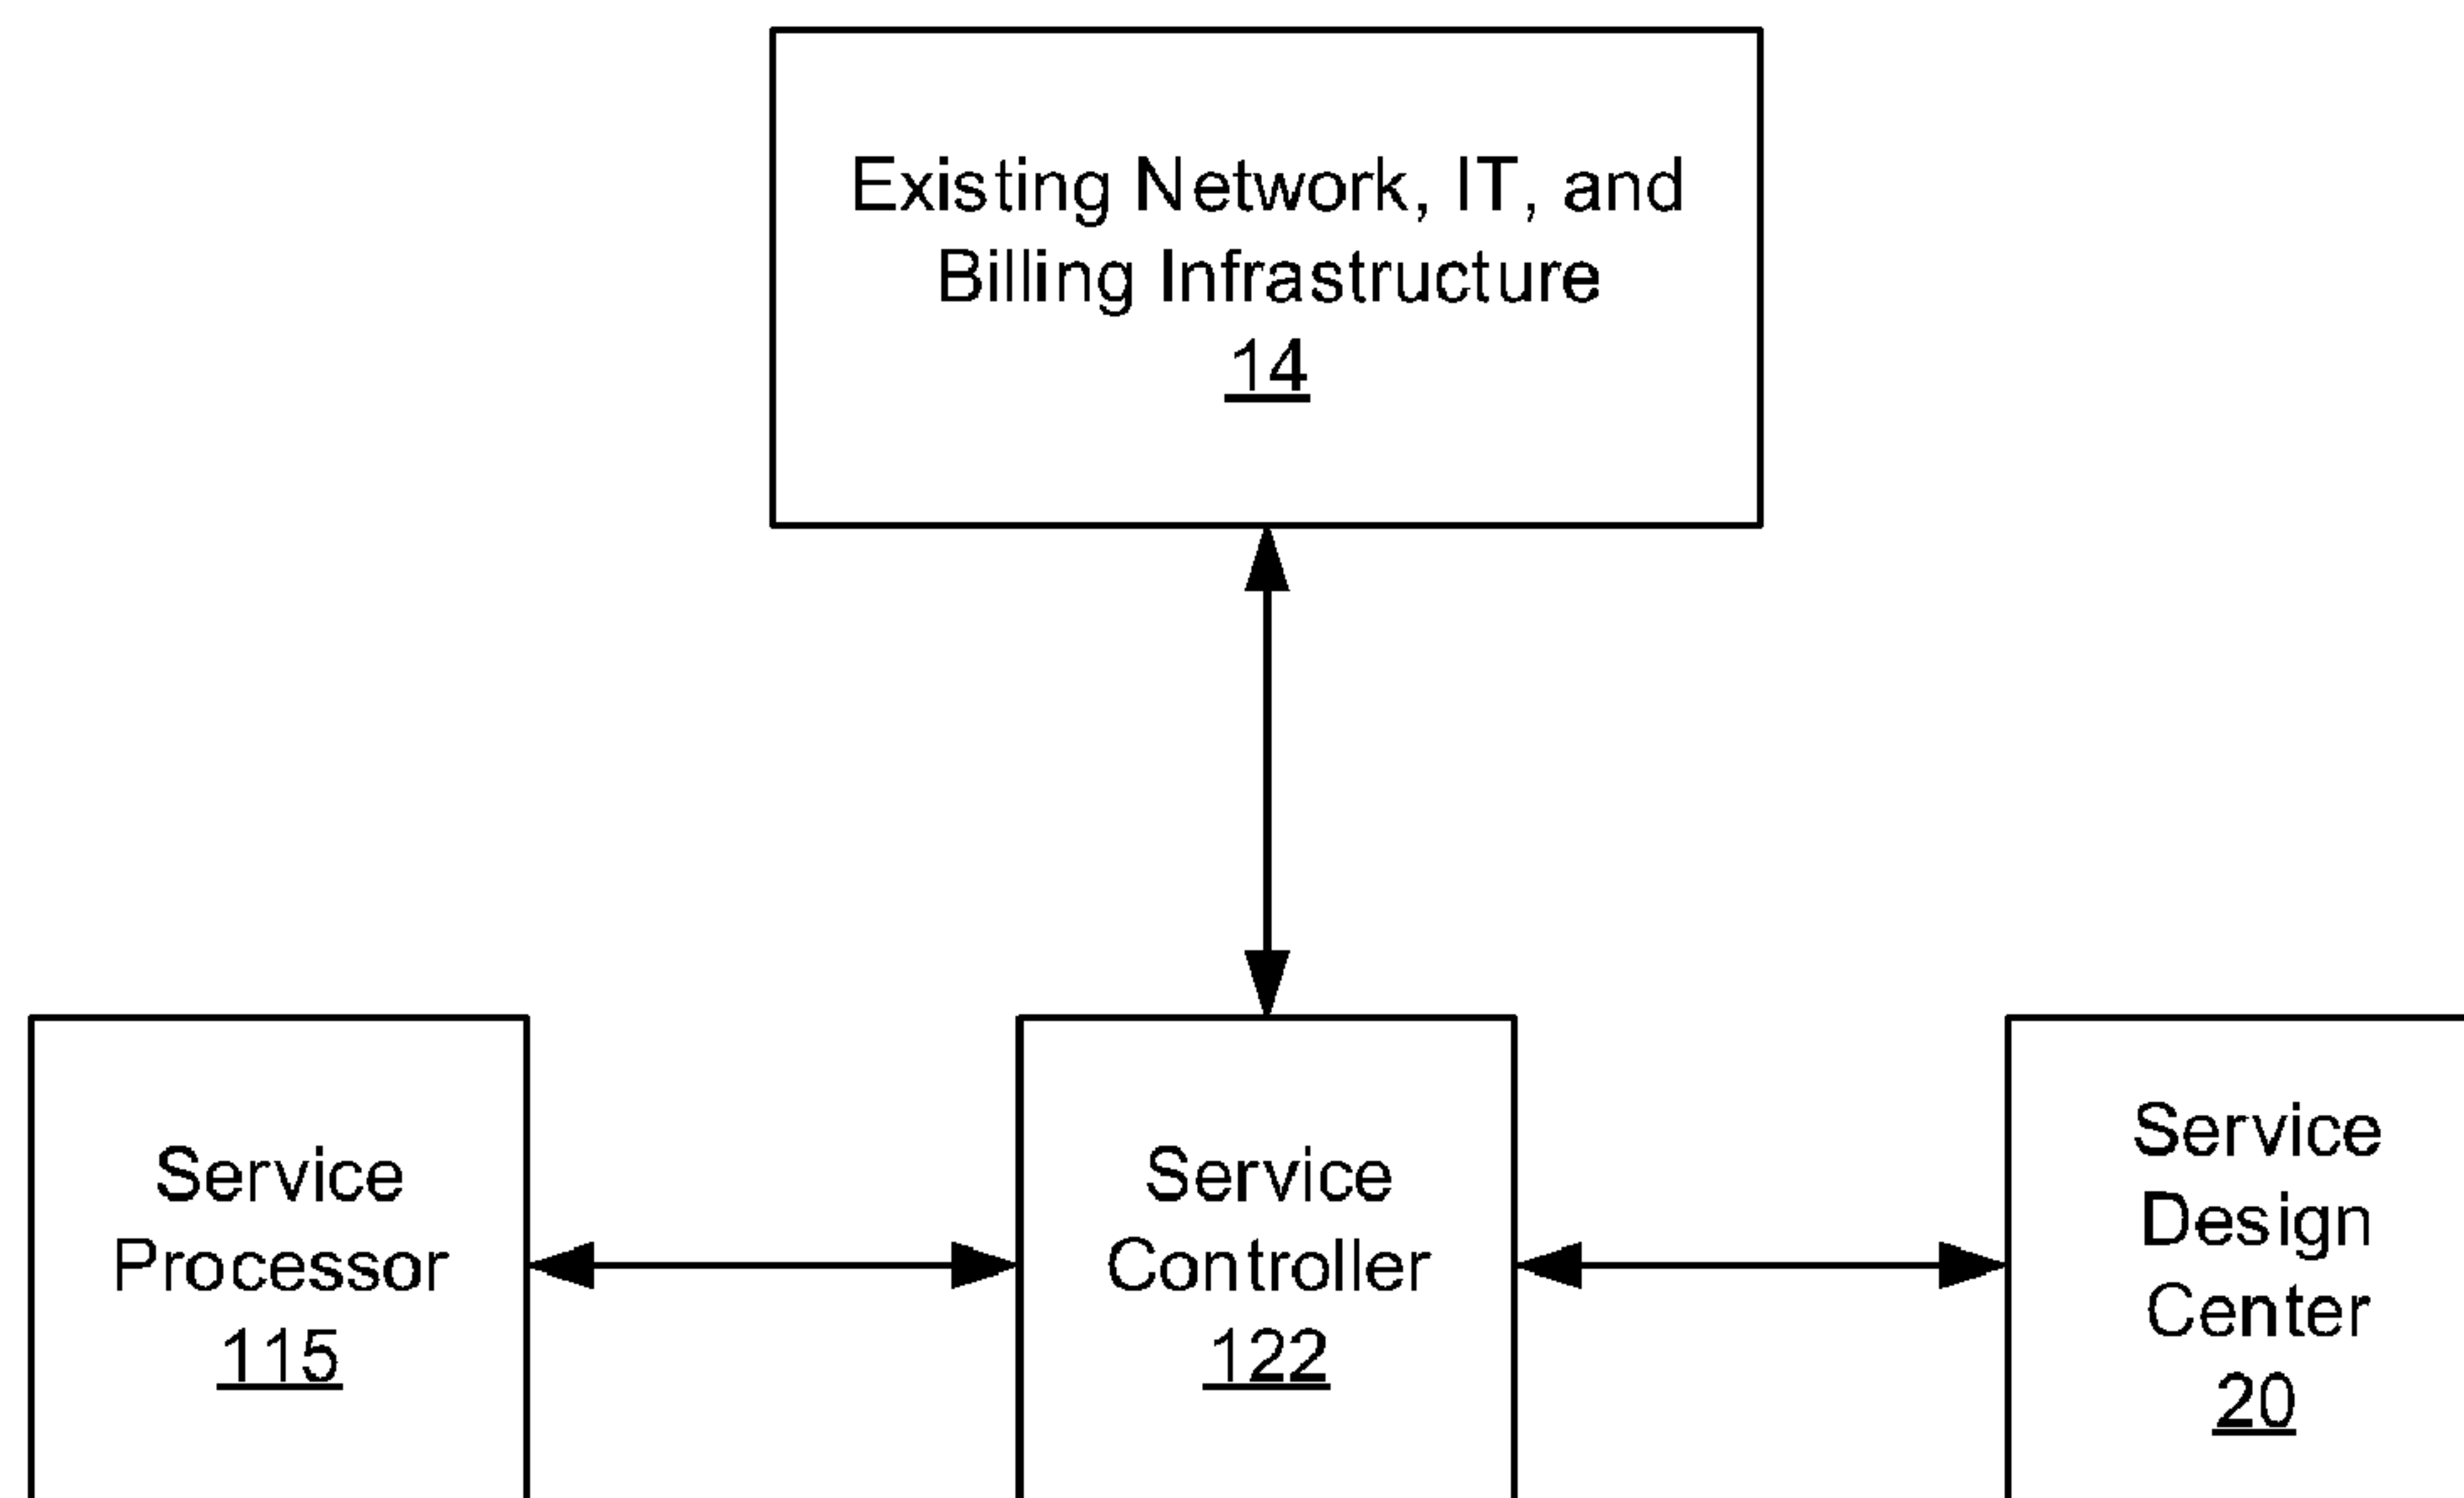 Existing Network, IT, and
Billing Infrastructure
14
Service
Processor
115
Service
Controller
122
Service
Design
Center
20